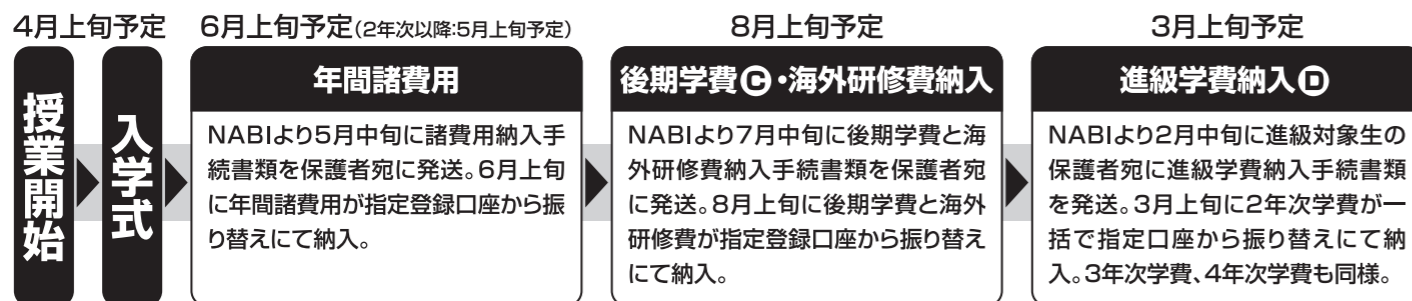 4月上旬予定
授業開始
入学式
6月上旬予定(2年次以降:5月上旬予定)
年間諸費用
NABIより5月中旬に諸費用納入手
続書類を保護者宛に発送。6月上旬
に年間諸費用が指定登録口座から振
り替えにて納入。
8月上旬予定
後期学費Ⓒ・海外研修費納入
NABIより7月中旬に後期学費と海
外研修費納入手続書類を保護者宛
に発送。8月上旬に後期学費と海外
研修費が指定登録口座から振り替え
にて納入。
3月上旬予定
進級学費納入Ⓓ
NABIより2月中旬に進級対象生の
保護者宛に進級学費納入手続書類
を発送。3月上旬に2年次学費が一
括で指定口座から振り替えにて納
入。3年次学費、4年次学費も同様。